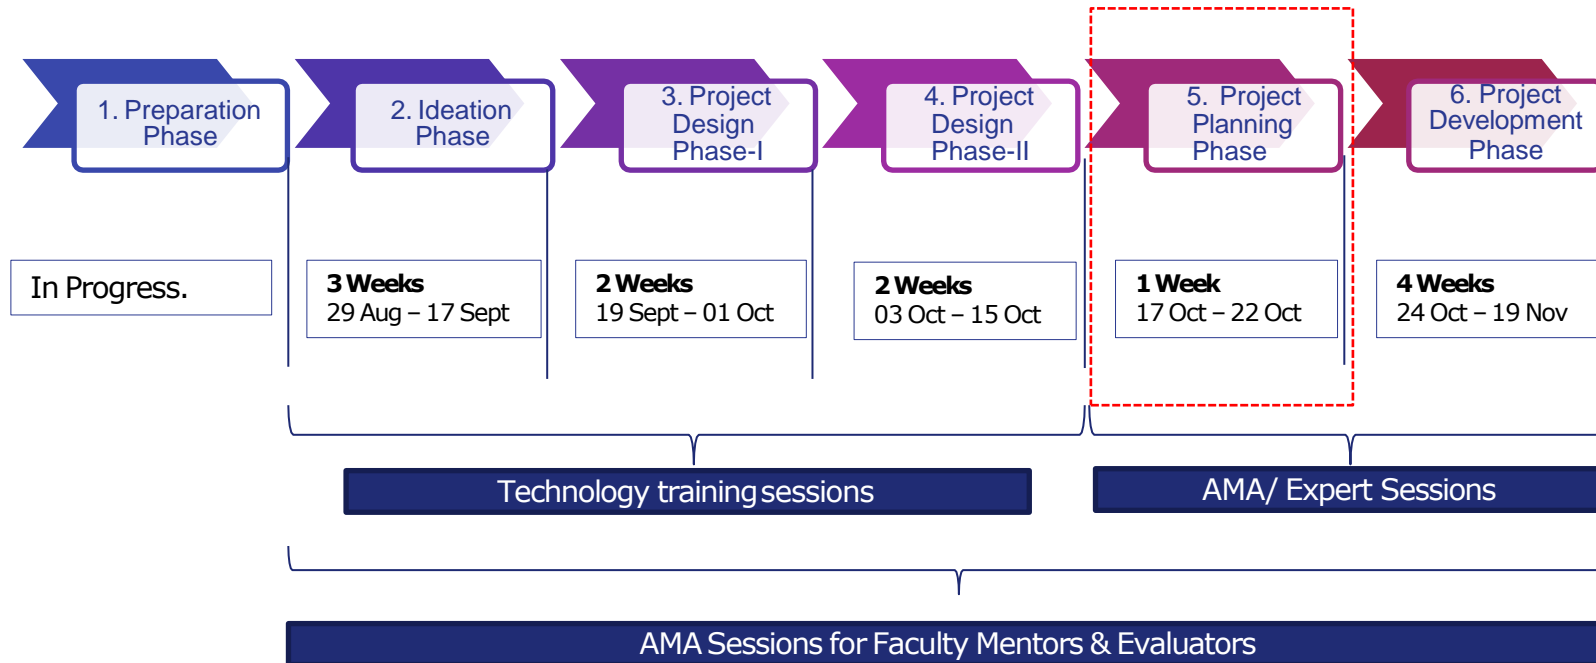 1. Preparation
Phase
2. Ideation
Phase
3. Project
Design
Phase-I
4. Project
Design
Phase-II
5. Project
Planning
Phase
6. Project
Development
Phase
In Progress.
3 Weeks
29 Aug – 17 Sept
2 Weeks
19 Sept – 01 Oct
2 Weeks
03 Oct – 15 Oct
1 Week
17 Oct – 22 Oct
4 Weeks
24 Oct – 19 Nov
Technology training sessions
AMA/ Expert Sessions
AMA Sessions for Faculty Mentors & Evaluators